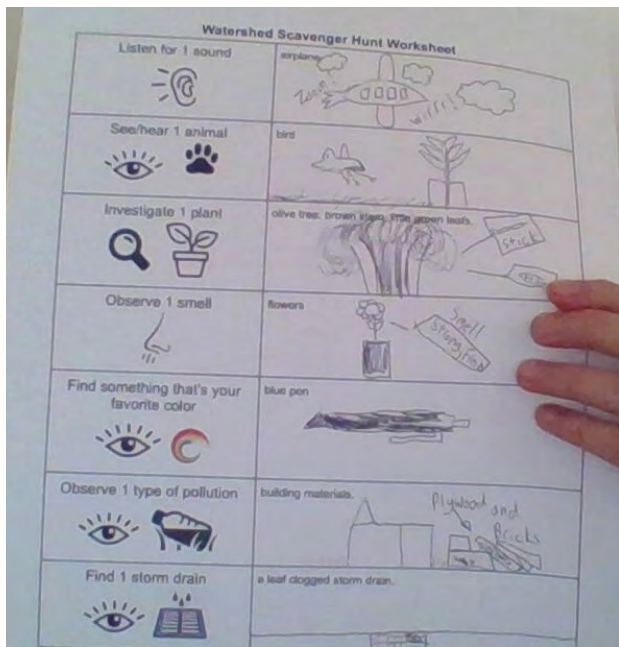 Watershed Scavenger Hunt Worksheet
Listen for 1 sound
airplane
Zoom
Wirrr!
See/hear 1 animal
bird
Investigate 1 plant
olive tree: brown stem, little green leafs.
Stick
Observe 1 smell
flowers
Smell
Find something that's your
favorite color
blue pen
Observe 1 type of pollution
building materials.
Plywood and
Bricks
Find 1 storm drain
a leaf clogged storm drain.